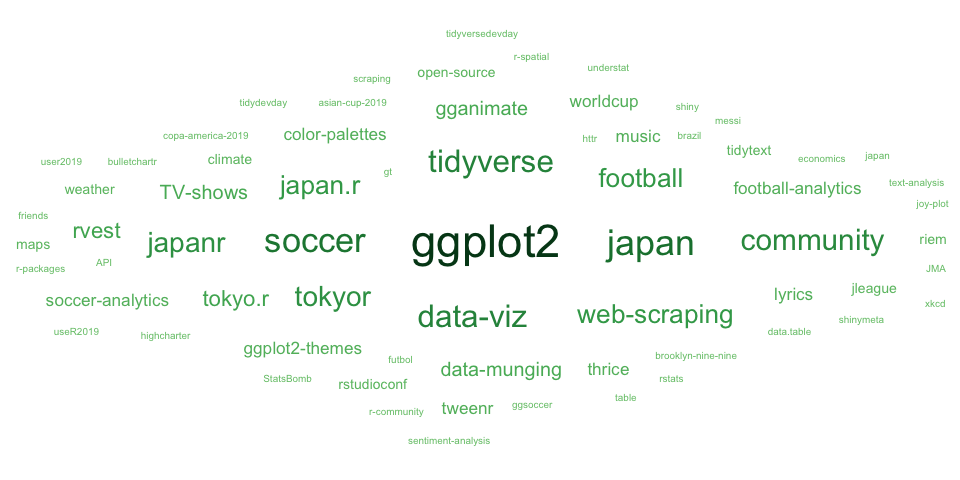 tidyversedevday
r-spatial
open-source
understat
scraping
tidydevday
asian-cup-2019
gganimate
worldcup
shiny
messi
copa-america-2019
color-palettes
httr
music
brazil
tidytext
user2019
bulletchartr
climate
gt
tidyverse
economics
japan
weather
TV-shows
japan.r
football
football-analytics
text-analysis
friends
joy-plot
rvest
maps
japanr
soccer
ggplot2
japan
community
riem
r-packages
API
JMA
soccer-analytics
tokyo.r
tokyor
lyrics
jleague
xkcd
useR2019
highcharter
data-viz
web-scraping
data.table
shinymeta
ggplot2-themes
futbol
brooklyn-nine-nine
StatsBomb
rstudioconf
data-munging
thrice
rstats
table
r-community
tweenr
ggsoccer
sentiment-analysis